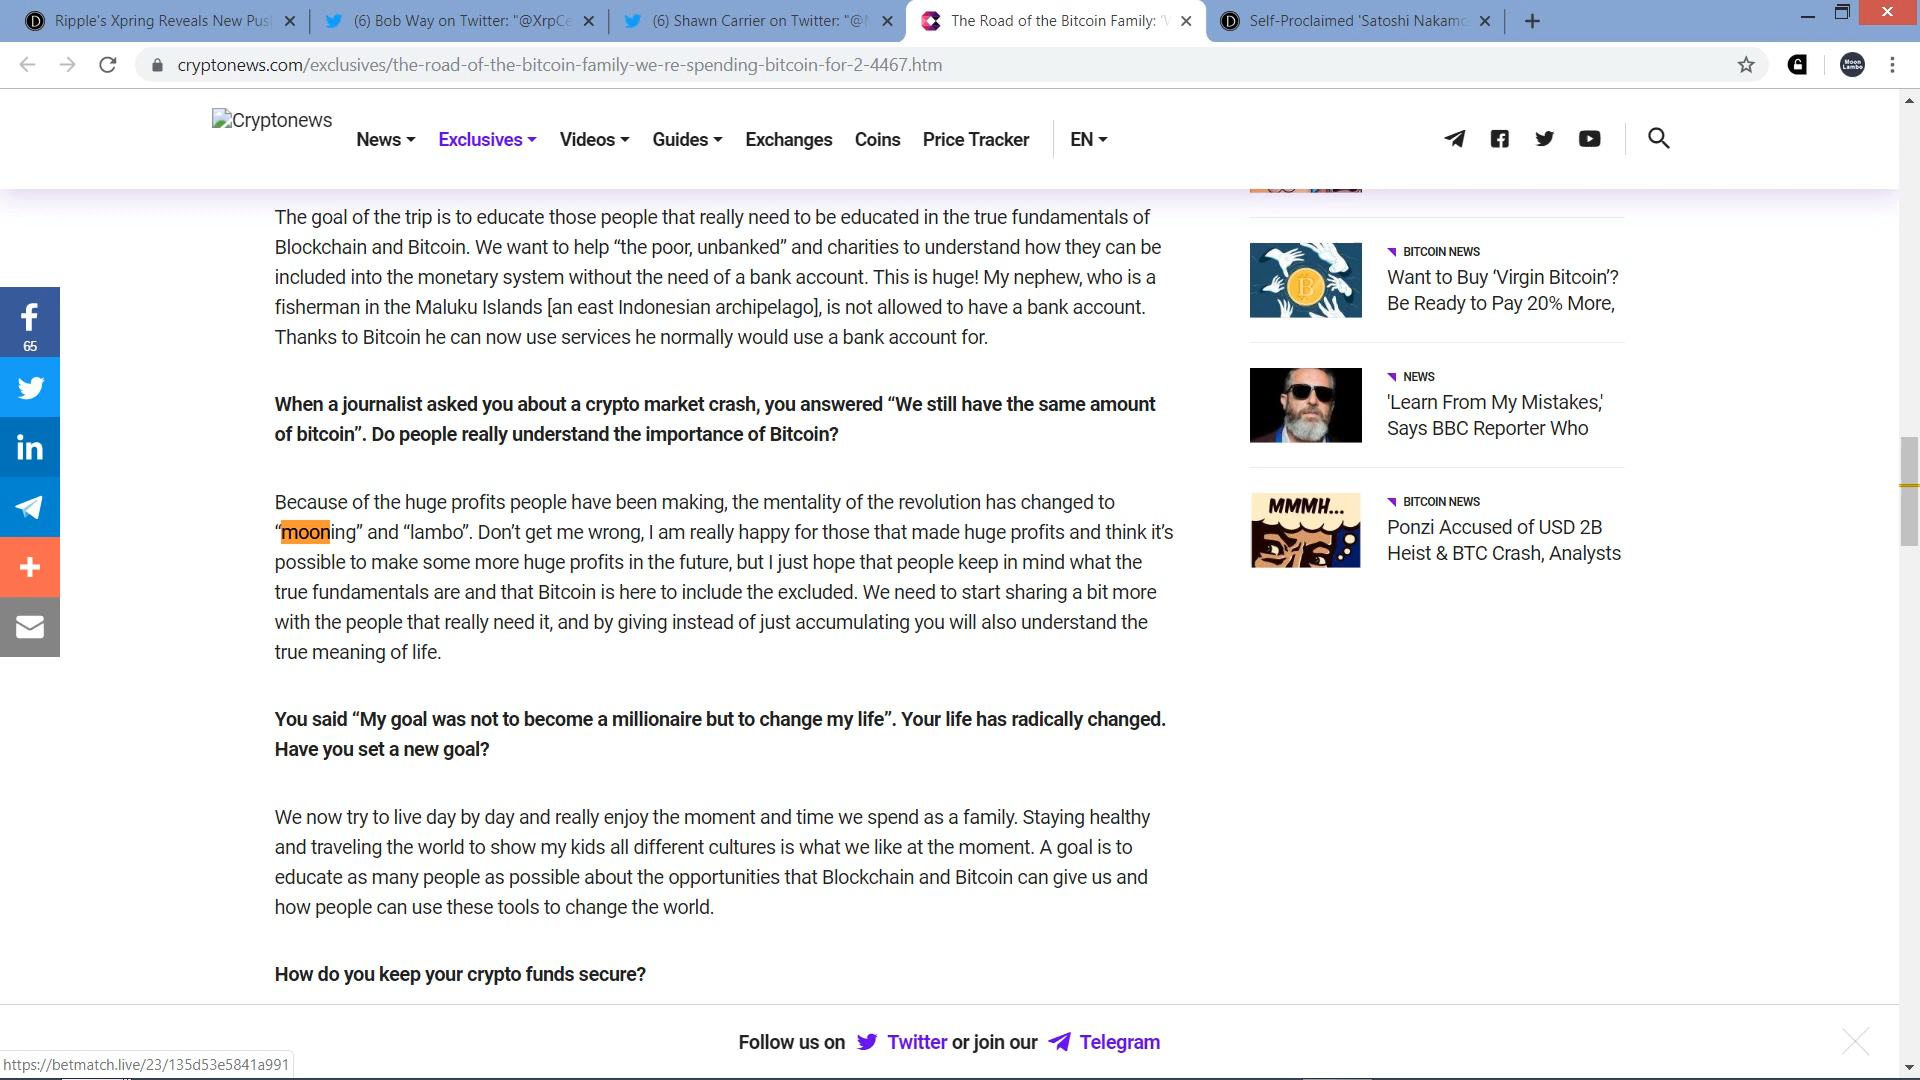 Ripple's Xpring Reveals New Pus
(6) Bob Way on Twitter: "@XrpCe
(6) Shawn Carrier on Twitter: "@N
The Road of the Bitcoin Family: 'W
Self-Proclaimed 'Satoshi Nakamo
cryptonews.com/exclusives/the-road-of-the-bitcoin-family-we-re-spending-bitcoin-for-2-4467.htm
Moon Lambo
Cryptonews
News Exclusives Videos Guides Exchanges Coins Price Tracker EN
The goal of the trip is to educate those people that really need to be educated in the true fundamentals of
Blockchain and Bitcoin. We want to help “the poor, unbanked” and charities to understand how they can be
included into the monetary system without the need of a bank account. This is huge! My nephew, who is a
fisherman in the Maluku Islands [an east Indonesian archipelago], is not allowed to have a bank account.
Thanks to Bitcoin he can now use services he normally would use a bank account for.
When a journalist asked you about a crypto market crash, you answered “We still have the same amount
of bitcoin”. Do people really understand the importance of Bitcoin?
Because of the huge profits people have been making, the mentality of the revolution has changed to
“mooning” and “lambo”. Don’t get me wrong, I am really happy for those that made huge profits and think it’s
possible to make some more huge profits in the future, but I just hope that people keep in mind what the
true fundamentals are and that Bitcoin is here to include the excluded. We need to start sharing a bit more
with the people that really need it, and by giving instead of just accumulating you will also understand the
true meaning of life.
You said “My goal was not to become a millionaire but to change my life”. Your life has radically changed.
Have you set a new goal?
We now try to live day by day and really enjoy the moment and time we spend as a family. Staying healthy
and traveling the world to show my kids all different cultures is what we like at the moment. A goal is to
educate as many people as possible about the opportunities that Blockchain and Bitcoin can give us and
how people can use these tools to change the world.
How do you keep your crypto funds secure?
65
BITCOIN NEWS
Want to Buy ‘Virgin Bitcoin’?
Be Ready to Pay 20% More,
NEWS
'Learn From My Mistakes,'
Says BBC Reporter Who
MMMH...
BITCOIN NEWS
Ponzi Accused of USD 2B
Heist & BTC Crash, Analysts
Follow us on Twitter or join our Telegram
https://betmatch.live/23/135d53e5841a991